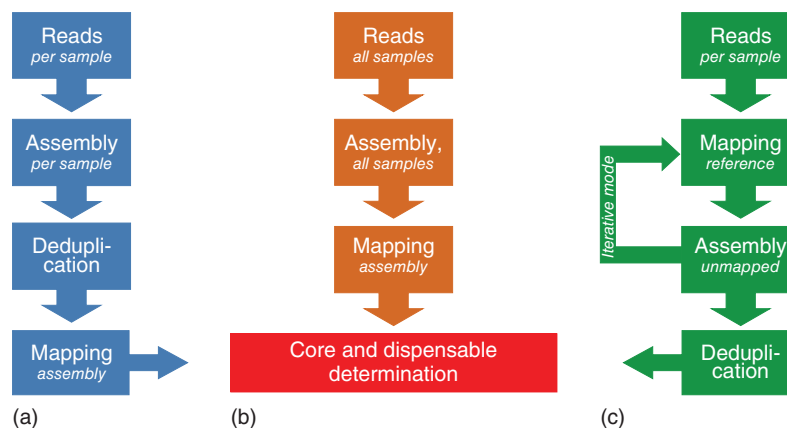 Reads
per sample
Assembly
per sample
Dedupli-
cation
Mapping
assembly
(a)
Reads
all samples
Assembly,
all samples
Mapping
assembly
Core and dispensable
determination
(b)
Reads
per sample
Mapping
reference
Iterative mode
Assembly
unmapped
Dedupli-
cation
(c)